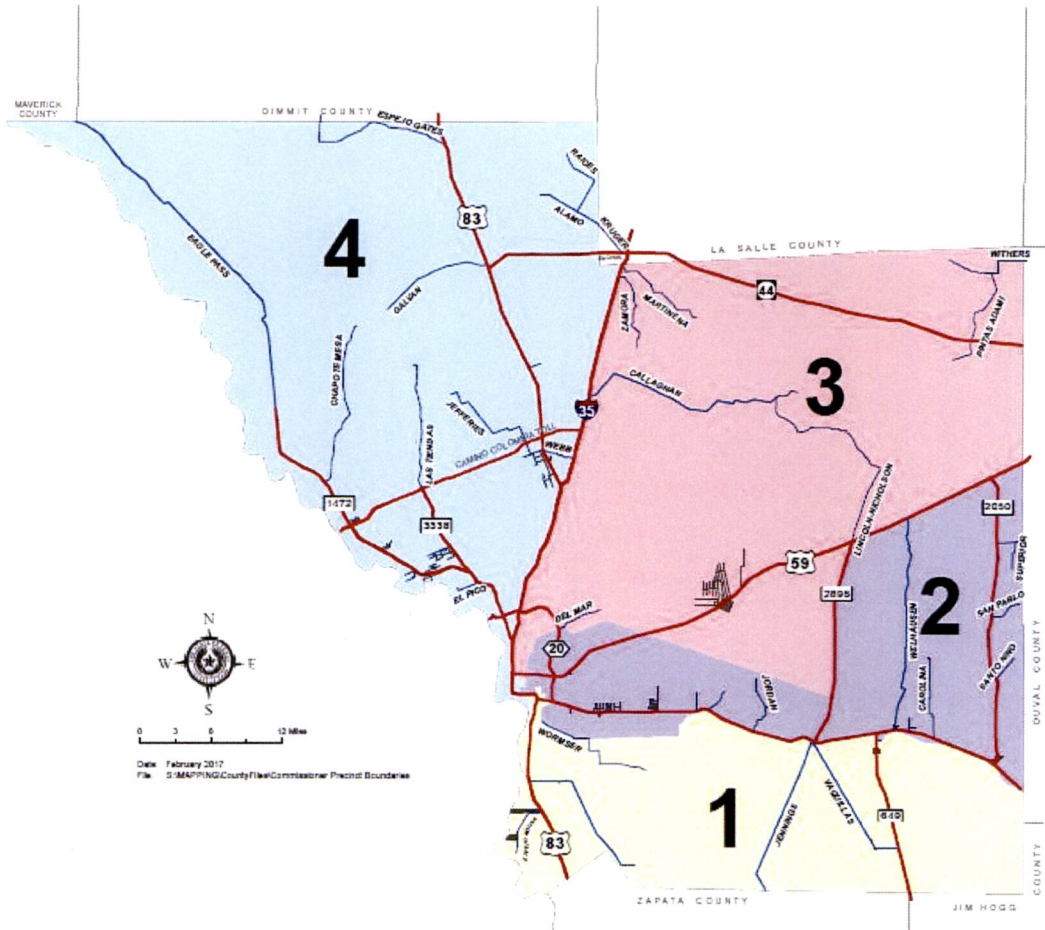 MAVERICK
COUNTY
DIMMIT COUNTY
ESPEJO GATES
RAICES
ALAMO
KRUGER
83
4
EAGLE PASS
GALVAN
LA SALLE COUNTY
WITHERS
ZAMORA
MARTINENA
44
PINTAS ADAMI
CHAPOTE MESA
CALLAGHAN
3
35
JEFFERIES
LAS TIENDAS
CAMINO COLOMBIA TOLL
WEBB
LINCOLN-NICHOLSON
1472
3338
2050
59
SUPERIOR
EL PICO
2895
DEL MAR
WELHAUSEN
2
SAN PABLO
20
SANTO NINO
CAROLINA
JORDAN
DUVAL COUNTY
N
W E
S
0 3 6 12 Miles
Date: February 2017
File: S:\MAPPING\CountyFiles\Commissioner Precinct Boundaries
WORMSER
1
JENNINGS
VAQUILLAS
649
83
ZAPATA COUNTY
JIM HOGG
COUNTY